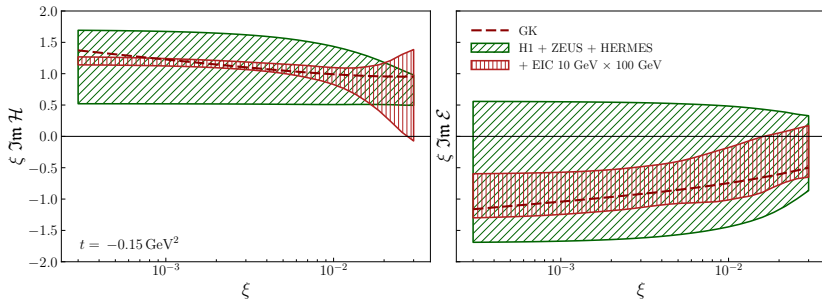 2.0
1.5
1.0
0.5
0.0
−0.5
−1.0
−1.5
−2.0
ξ ℑ𝔪 ℋ
t = −0.15 GeV²
10⁻³
10⁻²
ξ
ξ ℑ𝔪 ℰ
GK
H1 + ZEUS + HERMES
+ EIC 10 GeV × 100 GeV
10⁻³
10⁻²
ξ